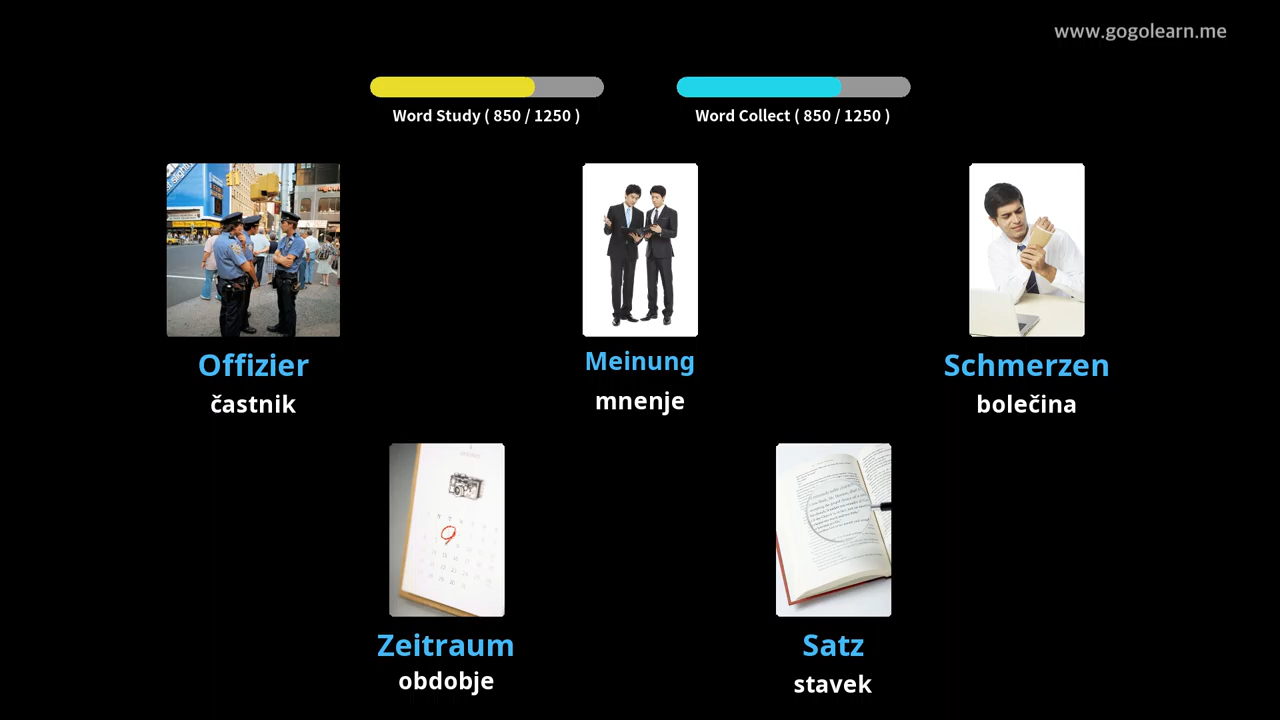 www.gogolearn.me
Word Study ( 850 / 1250 )
Word Collect ( 850 / 1250 )
Offizier
častnik
Meinung
mnenje
Schmerzen
bolečina
Zeitraum
obdobje
Satz
stavek